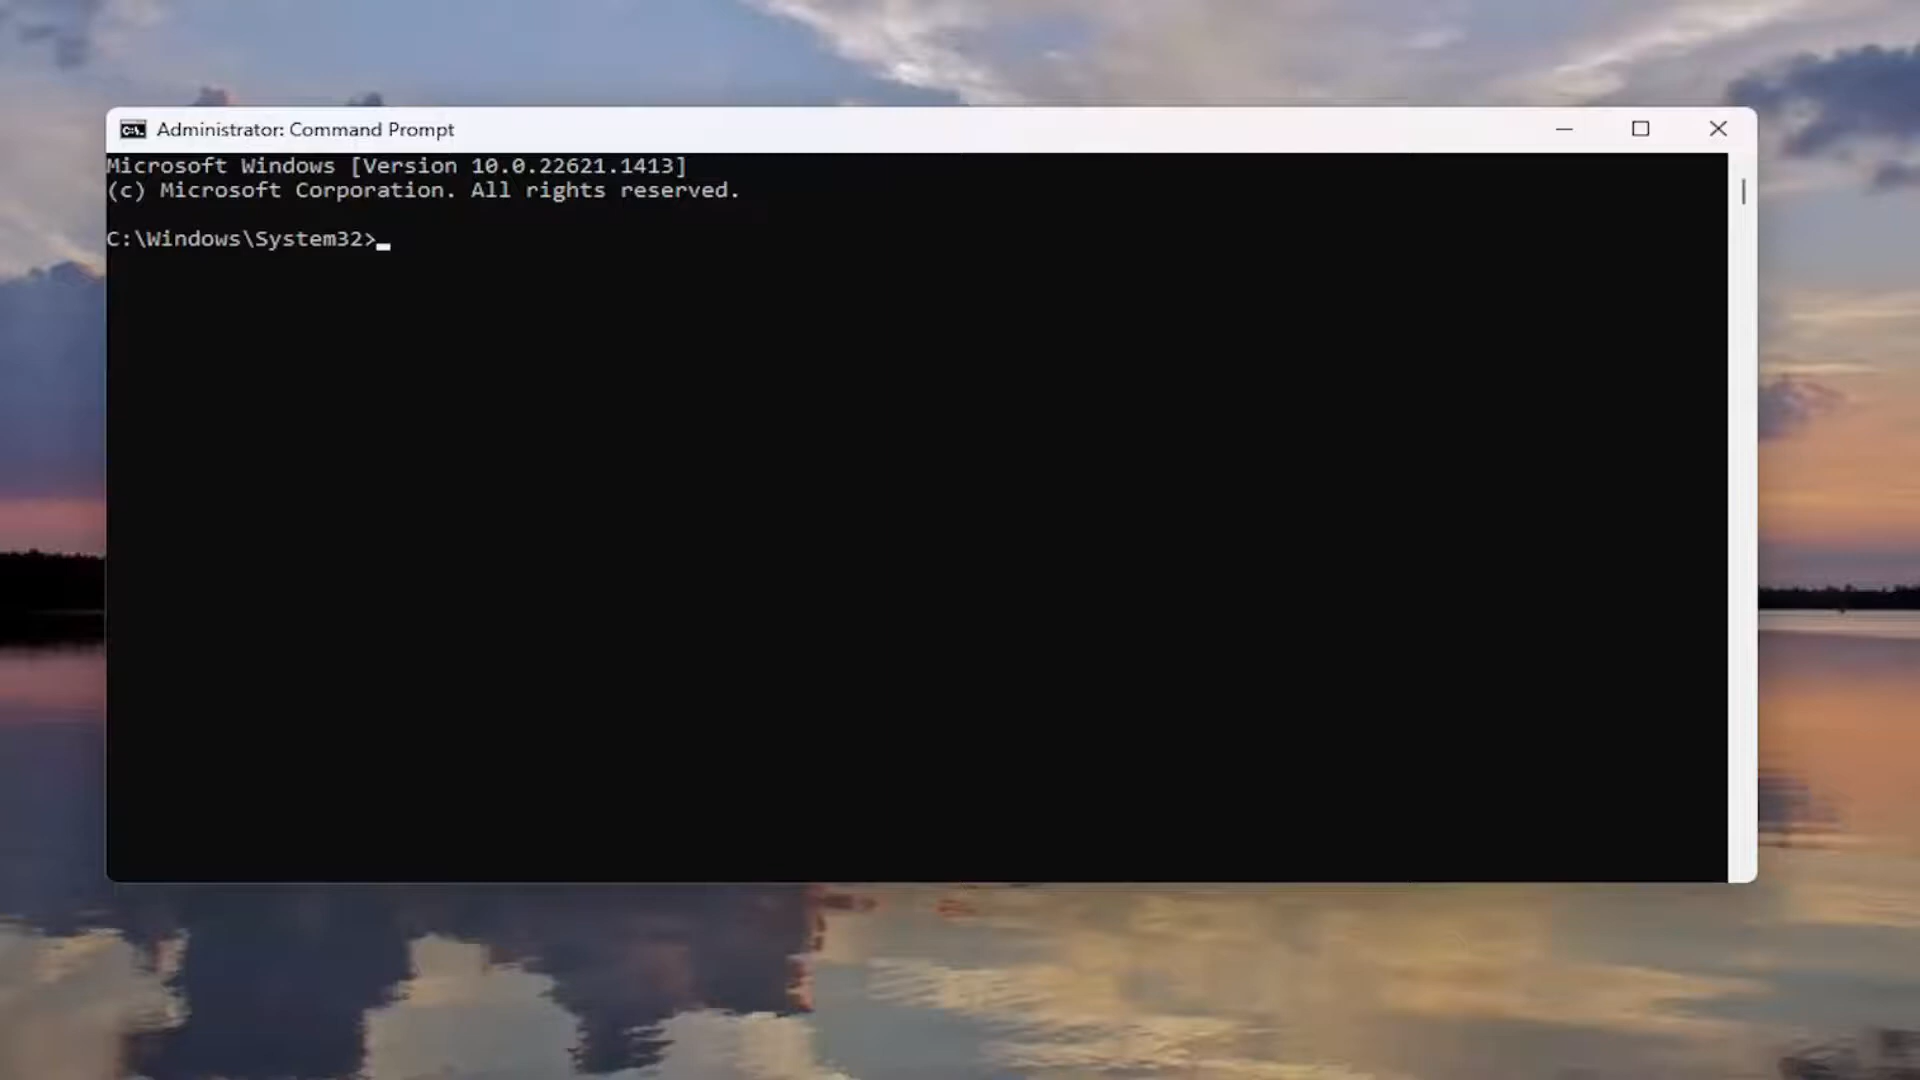 Administrator: Command Prompt
Microsoft Windows [Version 10.0.22621.1413]
(c) Microsoft Corporation. All rights reserved.
C:\Windows\System32>